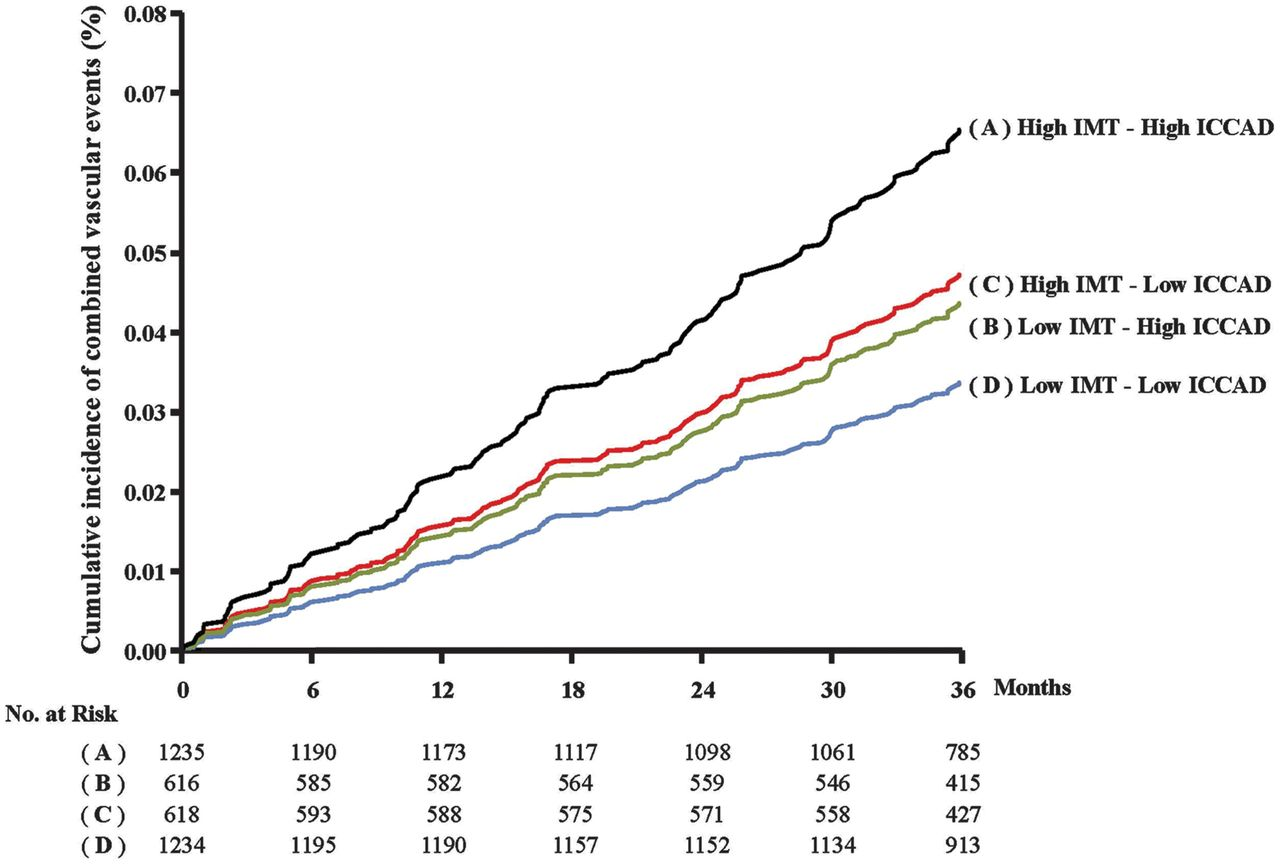 Cumulative incidence of combined vascular events (%)
0.08
0.07
0.06
0.05
0.04
0.03
0.02
0.01
0.00
(A) High IMT - High ICCAD
(C) High IMT - Low ICCAD
(B) Low IMT - High ICCAD
(D) Low IMT - Low ICCAD
0 6 12 18 24 30 36 Months
No. at Risk
(A) 1235 1190 1173 1117 1098 1061 785
(B) 616 585 582 564 559 546 415
(C) 618 593 588 575 571 558 427
(D) 1234 1195 1190 1157 1152 1134 913